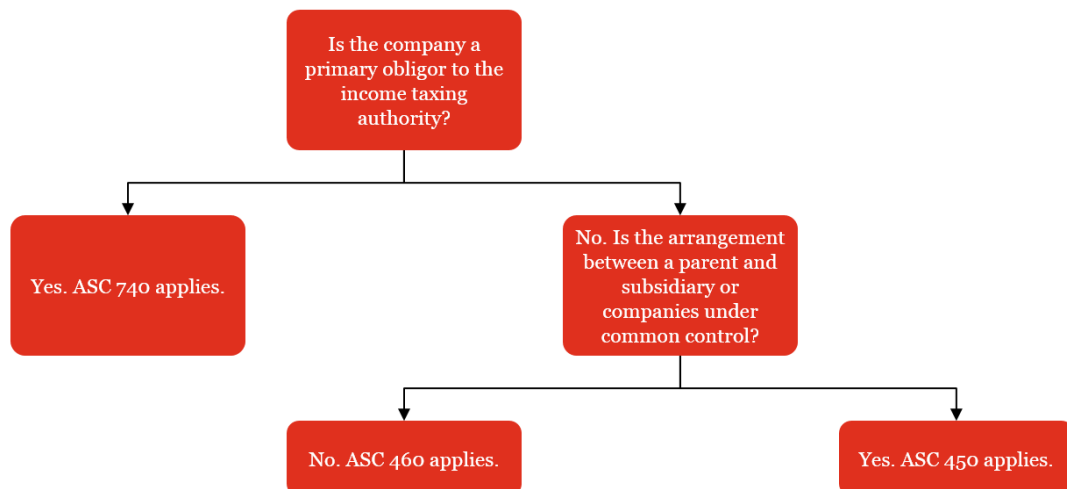 Is the company a
primary obligor to the
income taxing
authority?
Yes. ASC 740 applies.
No. Is the arrangement
between a parent and
subsidiary or
companies under
common control?
No. ASC 460 applies.
Yes. ASC 450 applies.